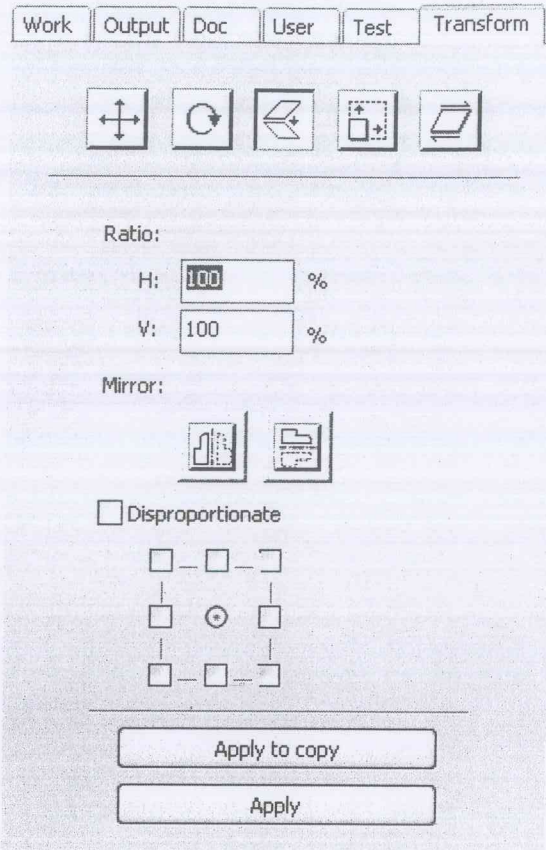 Work Output Doc User Test Transform
Ratio:
H: 100 %
V: 100 %
Mirror:
Disproportionate
Apply to copy
Apply